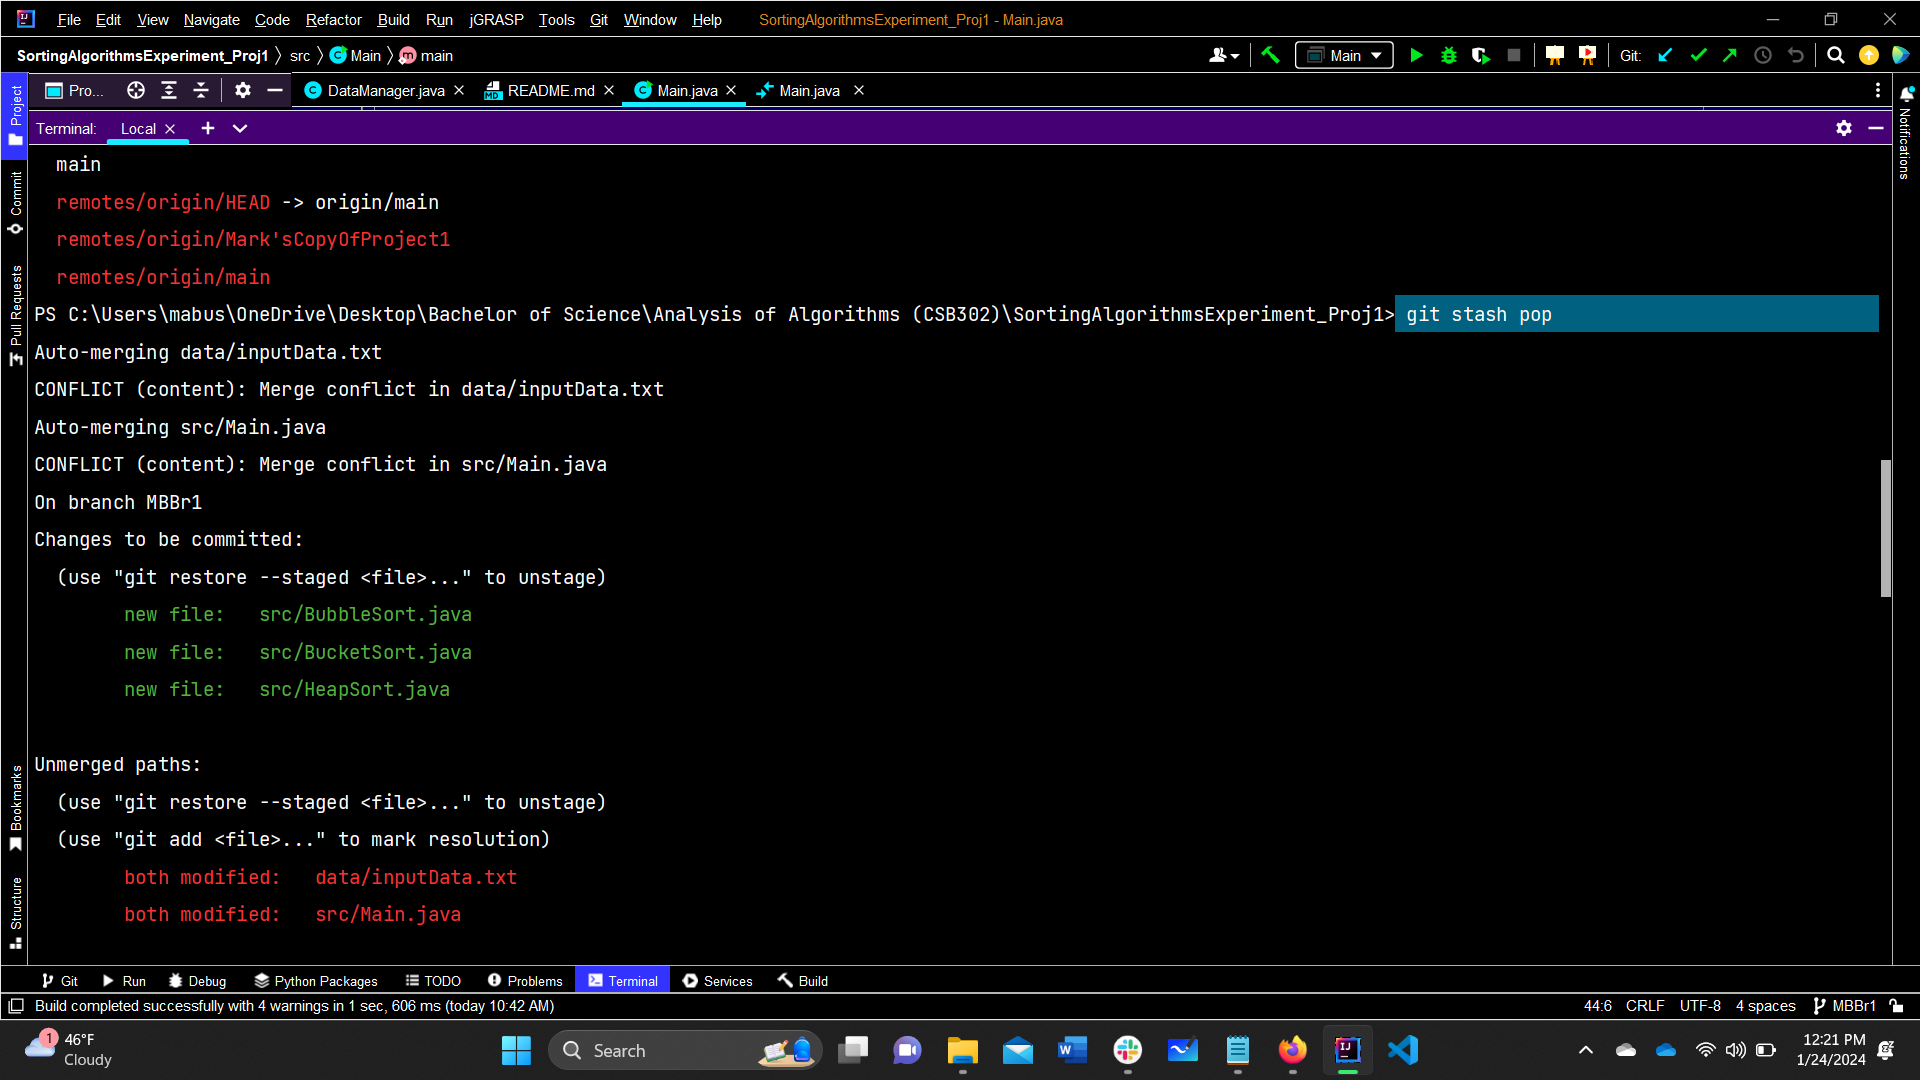 File Edit View Navigate Code Refactor Build Run jGRASP Tools Git Window Help SortingAlgorithmsExperiment_Proj1 - Main.java
SortingAlgorithmsExperiment_Proj1 src Main main Main Git:
Pro... DataManager.java README.md Main.java Main.java
Terminal: Local
main
remotes/origin/HEAD -> origin/main
remotes/origin/Mark'sCopyOfProject1
remotes/origin/main
PS C:\Users\mabus\OneDrive\Desktop\Bachelor of Science\Analysis of Algorithms (CSB302)\SortingAlgorithmsExperiment_Proj1> git stash pop
Auto-merging data/inputData.txt
CONFLICT (content): Merge conflict in data/inputData.txt
Auto-merging src/Main.java
CONFLICT (content): Merge conflict in src/Main.java
On branch MBBr1
Changes to be committed:
(use "git restore --staged <file>..." to unstage)
new file: src/BubbleSort.java
new file: src/BucketSort.java
new file: src/HeapSort.java
Unmerged paths:
(use "git restore --staged <file>..." to unstage)
(use "git add <file>..." to mark resolution)
both modified: data/inputData.txt
both modified: src/Main.java
Project
Commit
Pull Requests
Bookmarks
Structure
Notifications
Git Run Debug Python Packages TODO Problems Terminal Services Build
Build completed successfully with 4 warnings in 1 sec, 606 ms (today 10:42 AM) 44:6 CRLF UTF-8 4 spaces MBBr1
1 46°F
Cloudy
Search
12:21 PM
1/24/2024